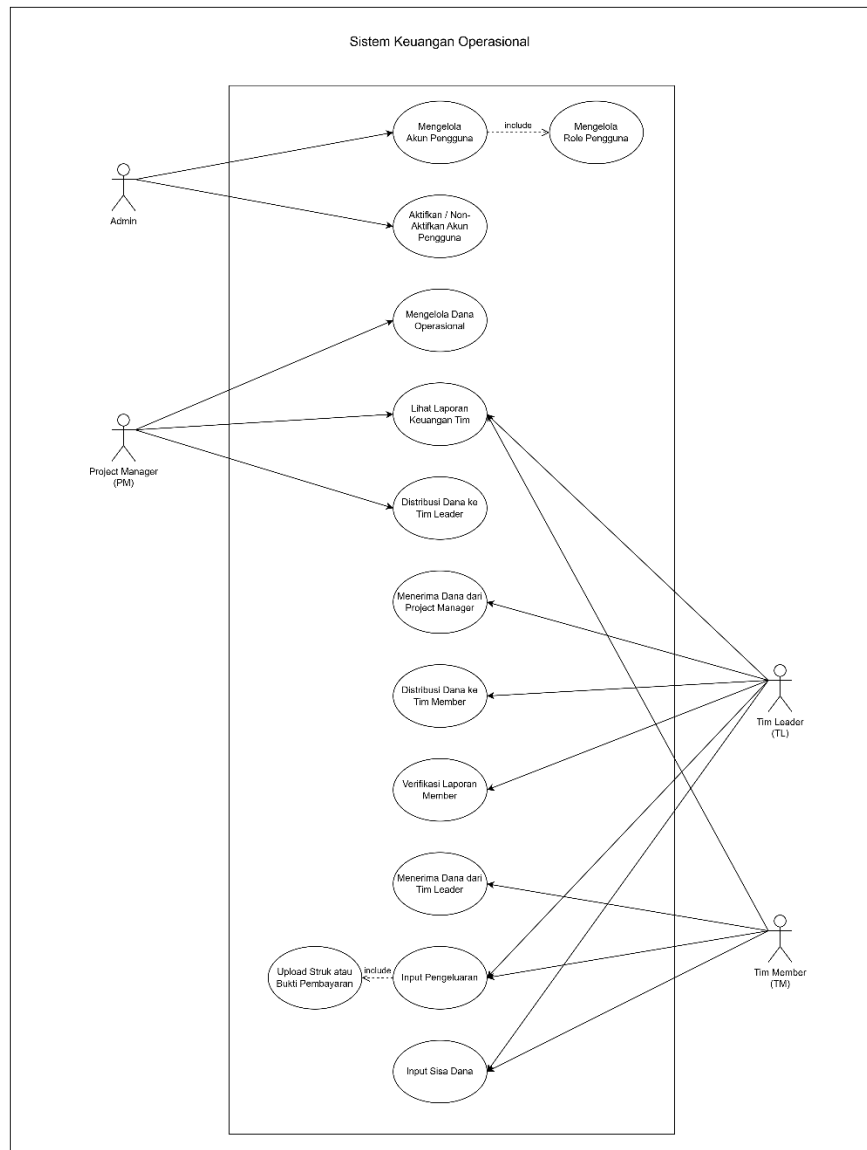 Sistem Keuangan Operasional
Mengelola
Akun Pengguna
include
Mengelola
Role Pengguna
Admin
Aktifkan / Non-
Aktifkan Akun
Pengguna
Mengelola Dana
Operasional
Lihat Laporan
Keuangan Tim
Project Manager
(PM)
Distribusi Dana ke
Tim Leader
Menerima Dana dari
Project Manager
Distribusi Dana ke
Tim Member
Tim Leader
(TL)
Verifikasi Laporan
Member
Menerima Dana dari
Tim Leader
Upload Struk atau
Bukti Pembayaran
include
Input Pengeluaran
Tim Member
(TM)
Input Sisa Dana